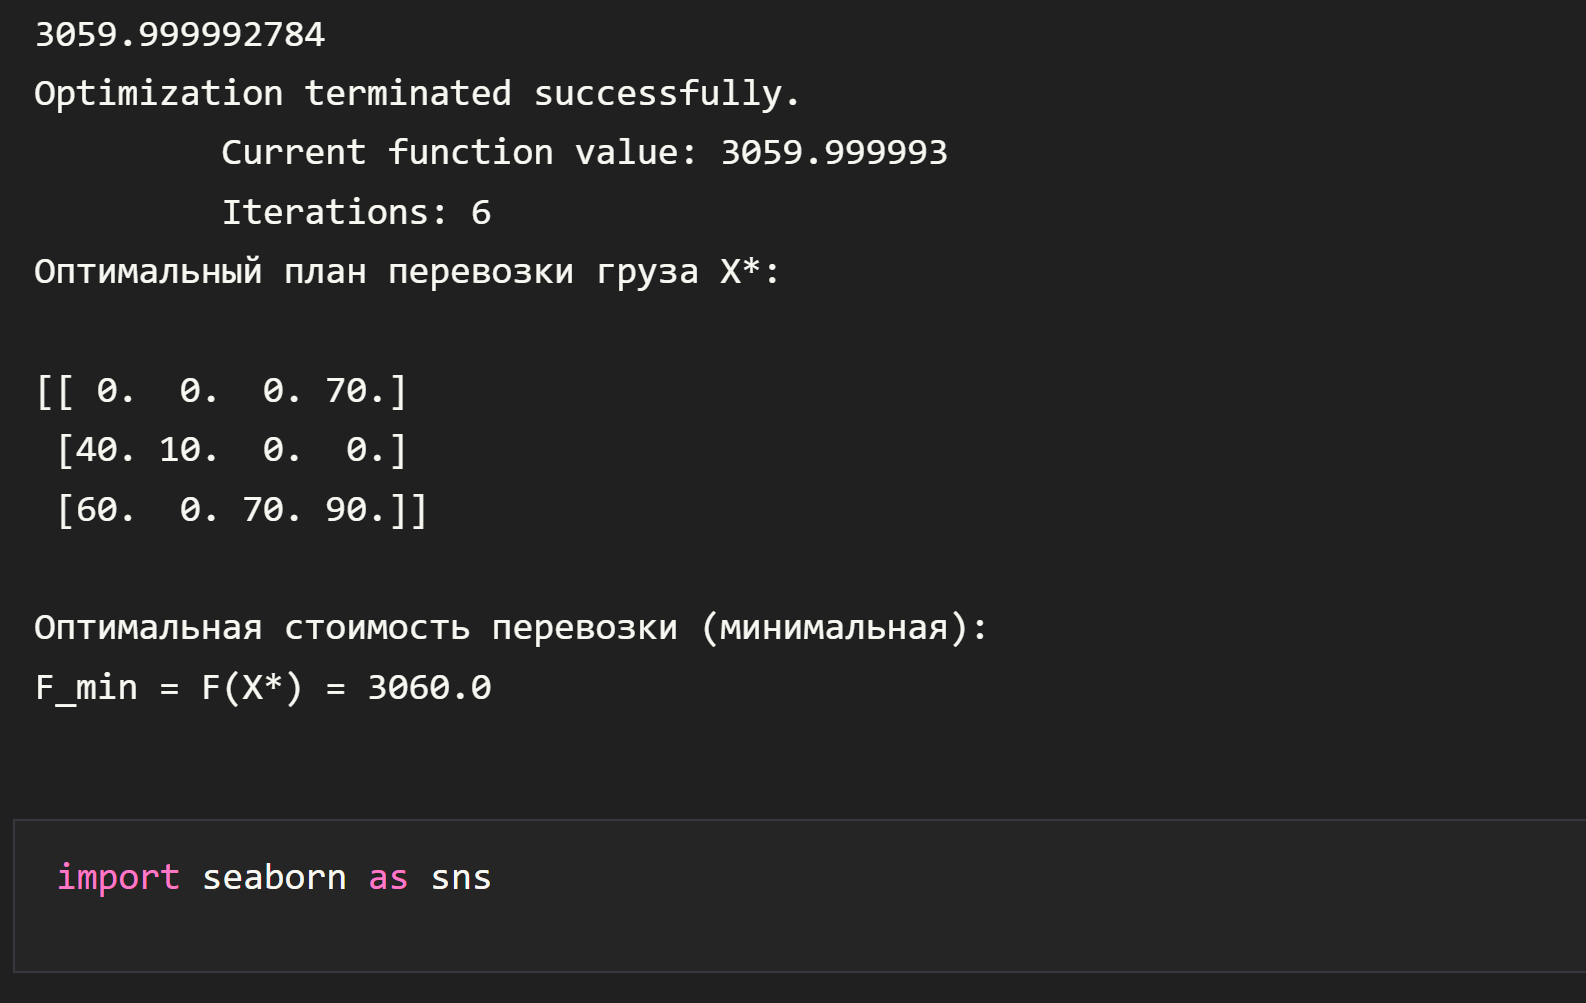 3059.999992784
Optimization terminated successfully.
Current function value: 3059.999993
Iterations: 6
Оптимальный план перевозки груза X*:
[[ 0.  0.  0. 70.]
[40. 10.  0.  0.]
[60.  0. 70. 90.]]
Оптимальная стоимость перевозки (минимальная):
F_min = F(X*) = 3060.0
import seaborn as sns